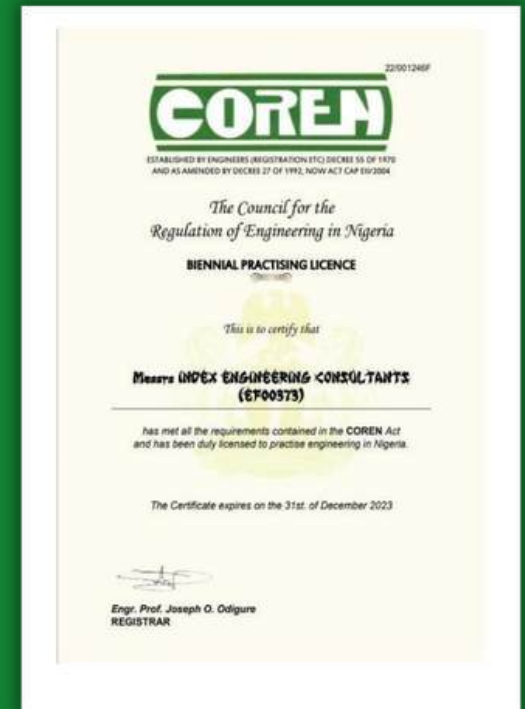 22/001246F
COREN
ESTABLISHED BY ENGINEERS (REGISTRATION ETC) DECREE 55 OF 1970
AND AS AMENDED BY DECREE 27 OF 1992, NOW ACT CAP E11/2004
The Council for the
Regulation of Engineering in Nigeria
BIENNIAL PRACTISING LICENCE
This is to certify that
Messrs INDEX ENGINEERING CONSULTANTS
(EF00373)
has met all the requirements contained in the COREN Act
and has been duly licensed to practise engineering in Nigeria.
The Certificate expires on the 31st. of December 2023
Engr. Prof. Joseph O. Odigure
REGISTRAR